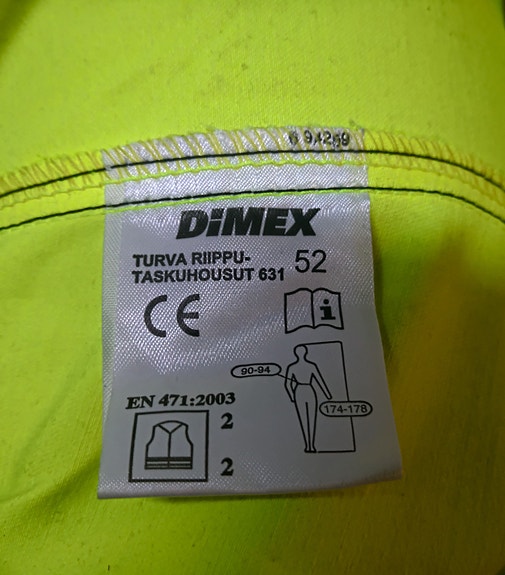 DiMEX
TURVA RIIPPU-
TASKUHOUSUT 631
52
CE
i
90-94
174-178
EN 471:2003
2
2